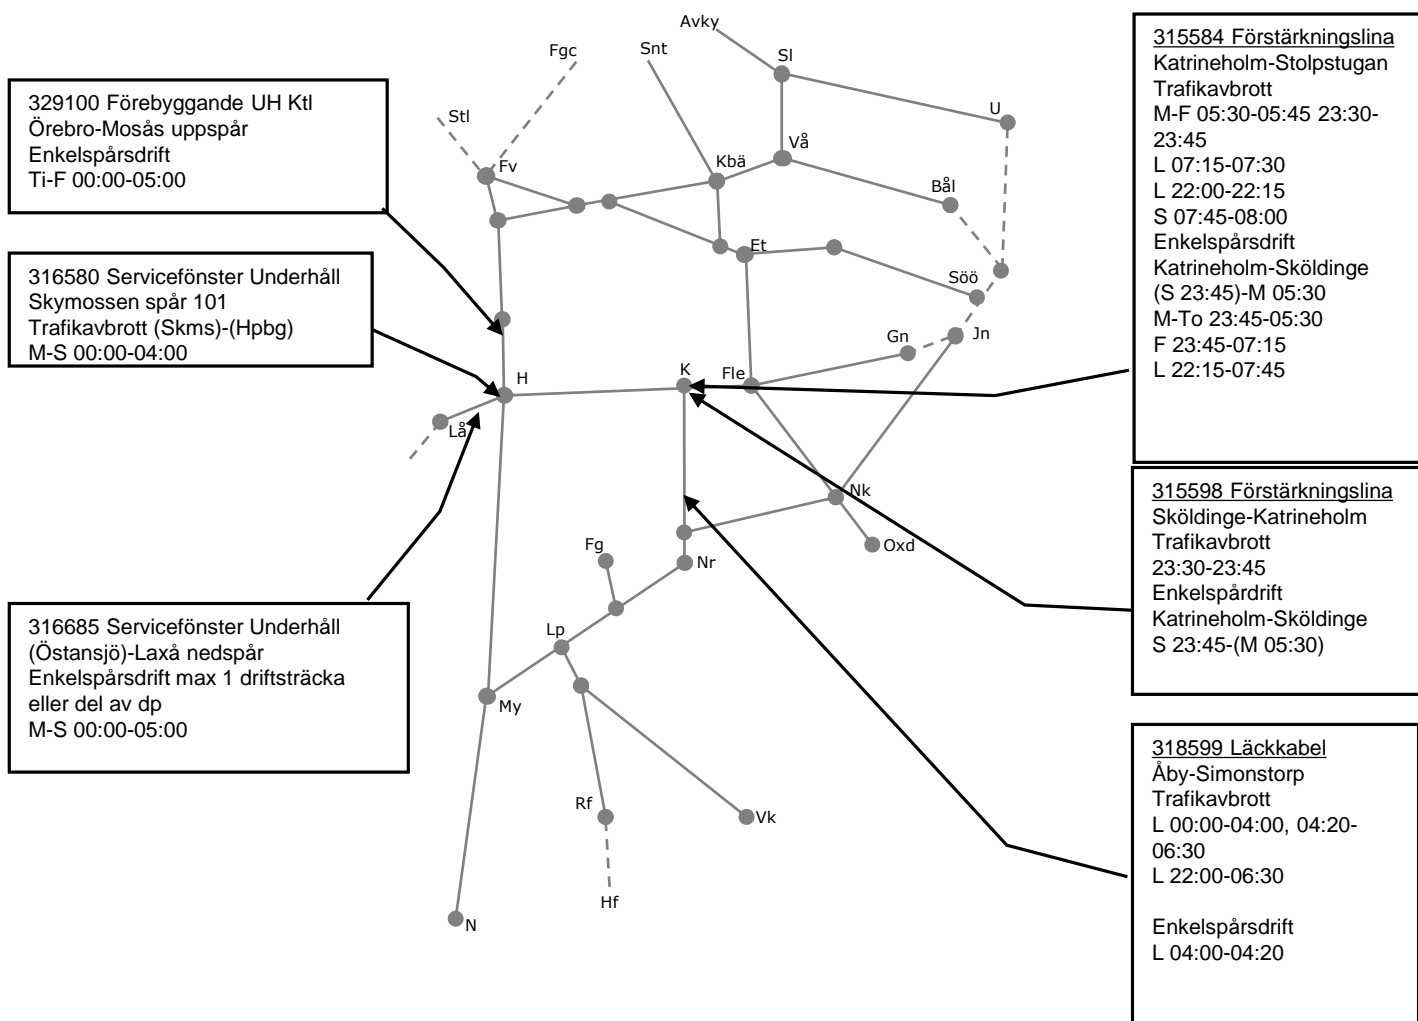 329100 Förebyggande UH Ktl
Örebro-Mosås uppspår
Enkelspårsdrift
Ti-F 00:00-05:00
316580 Servicefönster Underhåll
Skymossen spår 101
Trafikavbrott (Skms)-(Hpbg)
M-S 00:00-04:00
316685 Servicefönster Underhåll
(Östansjö)-Laxå nedspår
Enkelspårsdrift max 1 driftsträcka
eller del av dp
M-S 00:00-05:00
Avky
Fgc
Snt
Sl
Stl
U
Fv
Kbä
Vå
Bål
Et
Söö
Gn
Jn
H
K
Fle
Lå
Nk
Oxd
Fg
Nr
Lp
My
Rf
Vk
Hf
N
315584 Förstärkningslina
Katrineholm-Stolpstugan
Trafikavbrott
M-F 05:30-05:45 23:30-
23:45
L 07:15-07:30
L 22:00-22:15
S 07:45-08:00
Enkelspårsdrift
Katrineholm-Sköldinge
(S 23:45)-M 05:30
M-To 23:45-05:30
F 23:45-07:15
L 22:15-07:45
315598 Förstärkningslina
Sköldinge-Katrineholm
Trafikavbrott
23:30-23:45
Enkelspårdrift
Katrineholm-Sköldinge
S 23:45-(M 05:30)
318599 Läckkabel
Åby-Simonstorp
Trafikavbrott
L 00:00-04:00, 04:20-
06:30
L 22:00-06:30
Enkelspårsdrift
L 04:00-04:20